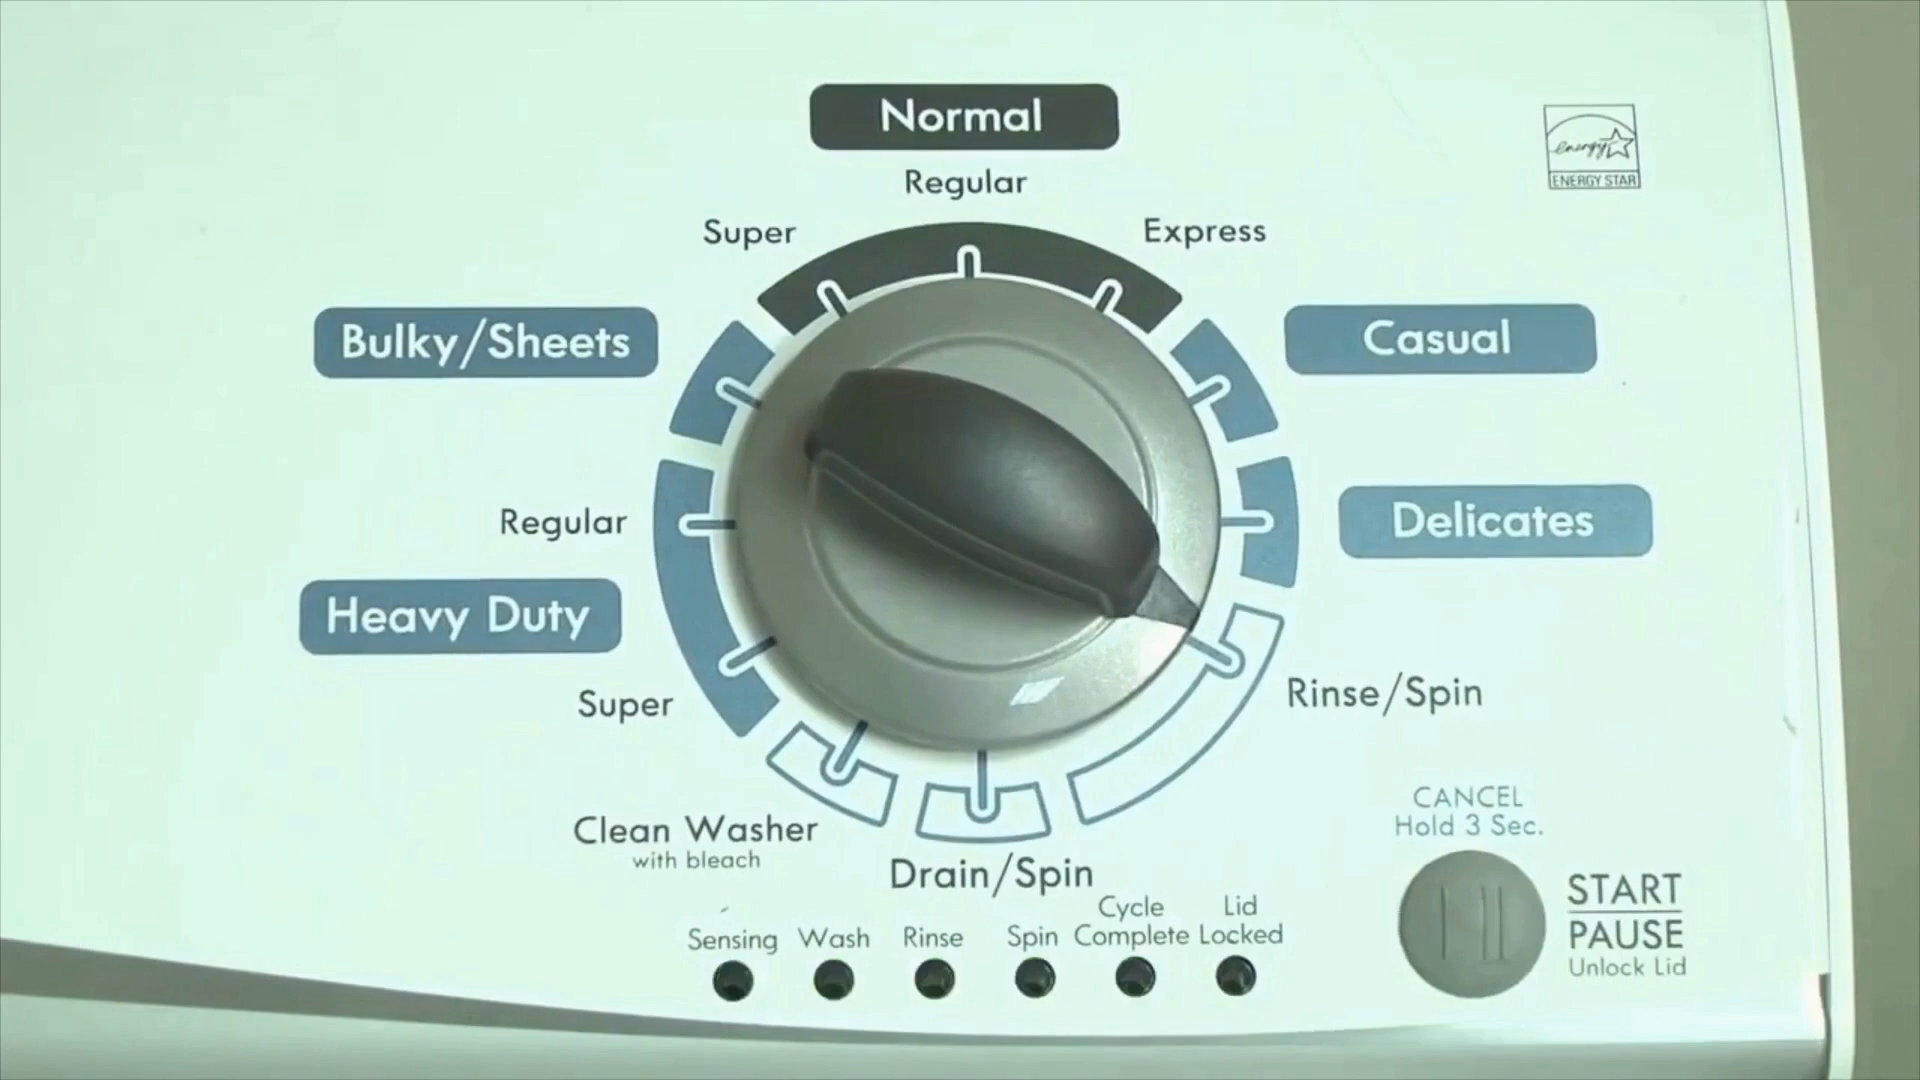 Normal
Regular
Super
Express
energy
ENERGY STAR
Bulky/Sheets
Casual
Regular
Delicates
Heavy Duty
Super
Rinse/Spin
Clean Washer
with bleach
Drain/Spin
CANCEL
Hold 3 Sec.
Sensing
Wash
Rinse
Spin
Cycle
Complete
Lid
Locked
START
PAUSE
Unlock Lid